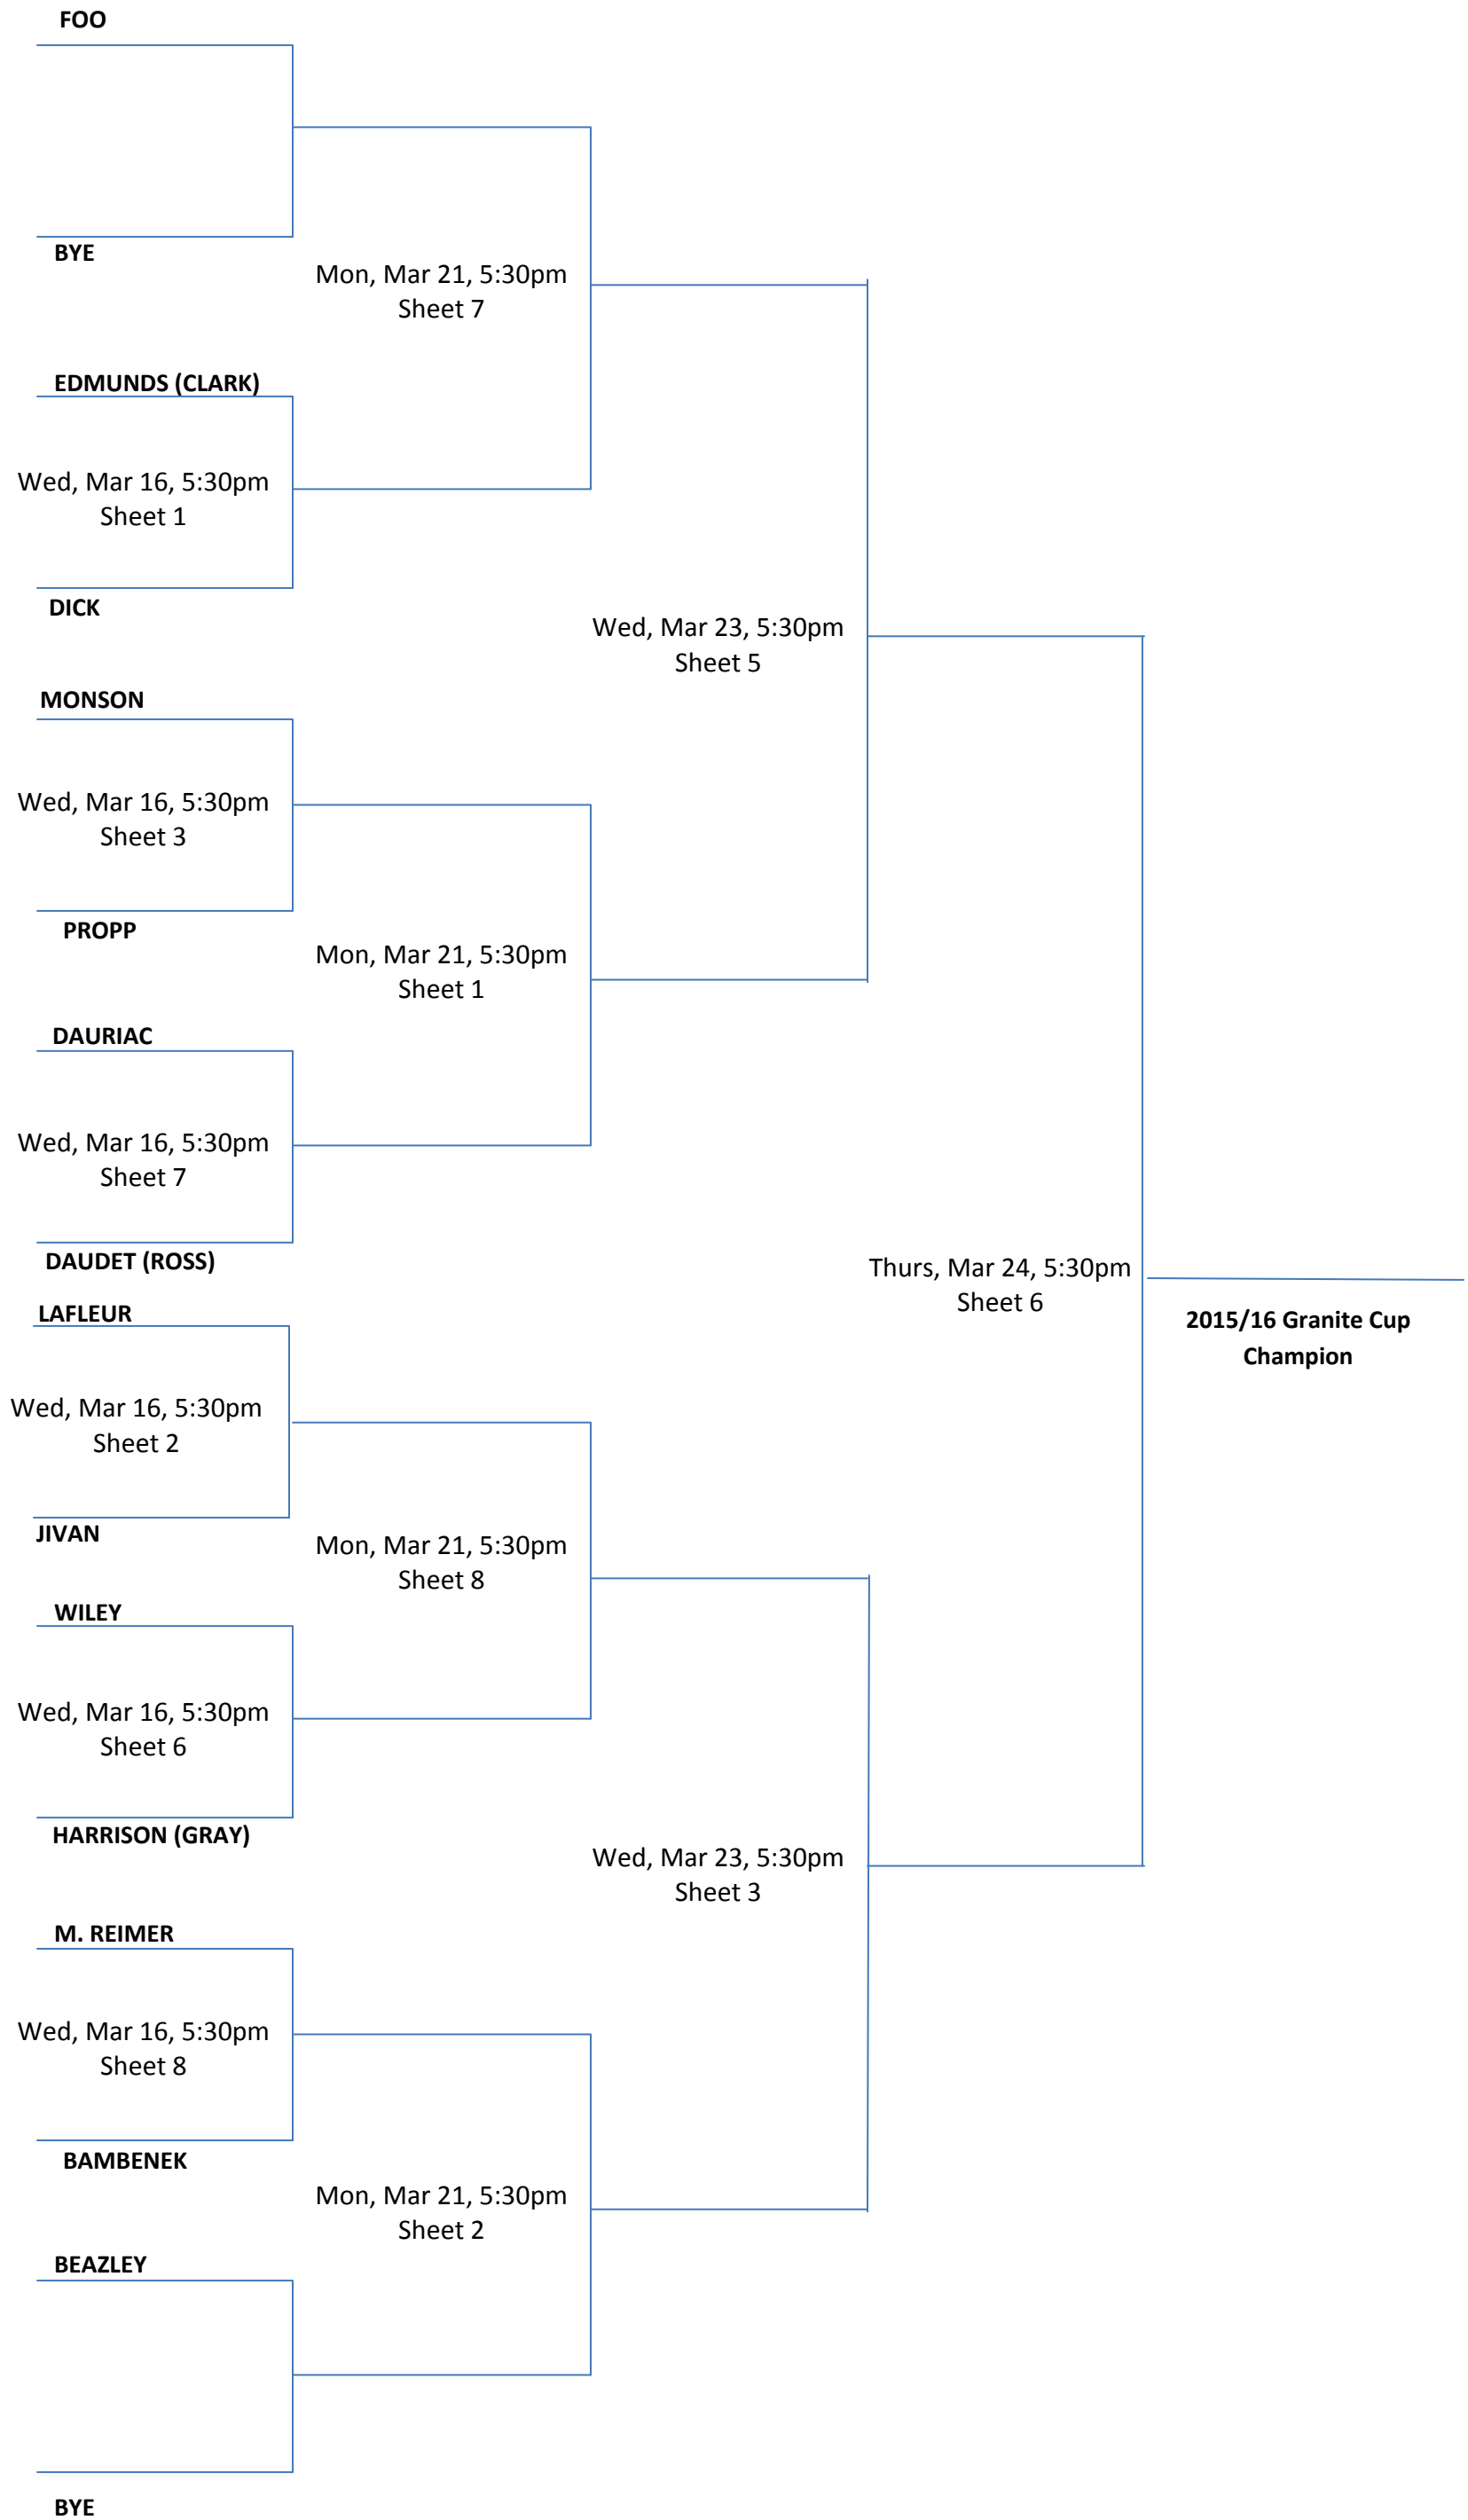 FOO
BYE
Mon, Mar 21, 5:30pm
Sheet 7
EDMUNDS (CLARK)
Wed, Mar 16, 5:30pm
Sheet 1
DICK
Wed, Mar 23, 5:30pm
Sheet 5
MONSON
Wed, Mar 16, 5:30pm
Sheet 3
PROPP
Mon, Mar 21, 5:30pm
Sheet 1
DAURIAC
Wed, Mar 16, 5:30pm
Sheet 7
DAUDET (ROSS)
Thurs, Mar 24, 5:30pm
Sheet 6
2015/16 Granite Cup
Champion
LAFLEUR
Wed, Mar 16, 5:30pm
Sheet 2
JIVAN
Mon, Mar 21, 5:30pm
Sheet 8
WILEY
Wed, Mar 16, 5:30pm
Sheet 6
HARRISON (GRAY)
Wed, Mar 23, 5:30pm
Sheet 3
M. REIMER
Wed, Mar 16, 5:30pm
Sheet 8
BAMBENEK
Mon, Mar 21, 5:30pm
Sheet 2
BEAZLEY
BYE